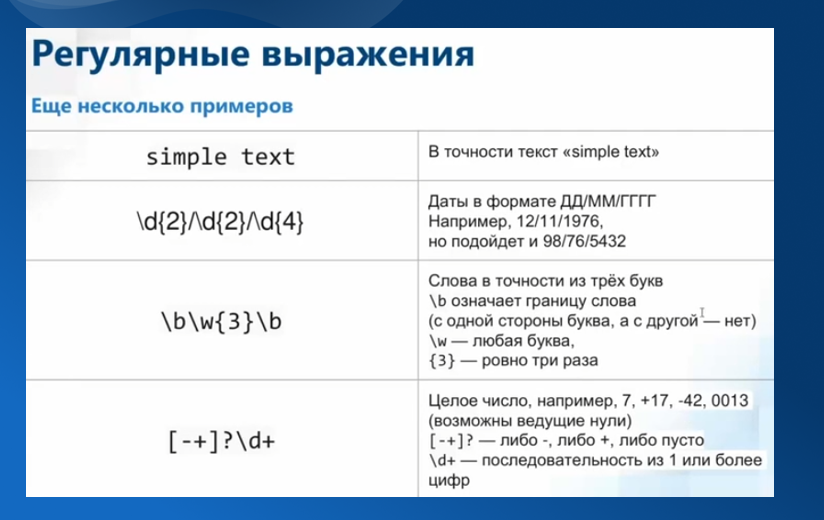 Регулярные выражения
Еще несколько примеров
simple text
В точности текст «simple text»
\d{2}/\d{2}/\d{4}
Даты в формате ДД/ММ/ГГГГ
Например, 12/11/1976,
но подойдет и 98/76/5432
\b\w{3}\b
Слова в точности из трёх букв
\b означает границу слова
(с одной стороны буква, а с другой — нет)
\w — любая буква,
{3} — ровно три раза
[-+]?\d+
Целое число, например, 7, +17, -42, 0013
(возможны ведущие нули)
[-+]? — либо -, либо +, либо пусто
\d+ — последовательность из 1 или более
цифр